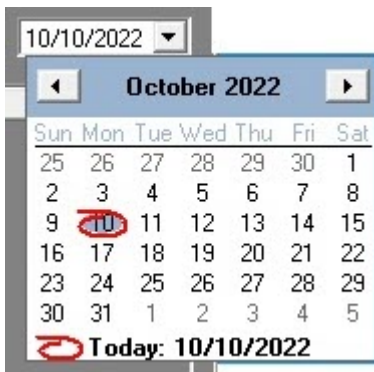 10/10/2022
October 2022
Sun Mon Tue Wed Thu Fri Sat
25 26 27 28 29 30 1
2 3 4 5 6 7 8
9 10 11 12 13 14 15
16 17 18 19 20 21 22
23 24 25 26 27 28 29
30 31 1 2 3 4 5
Today: 10/10/2022